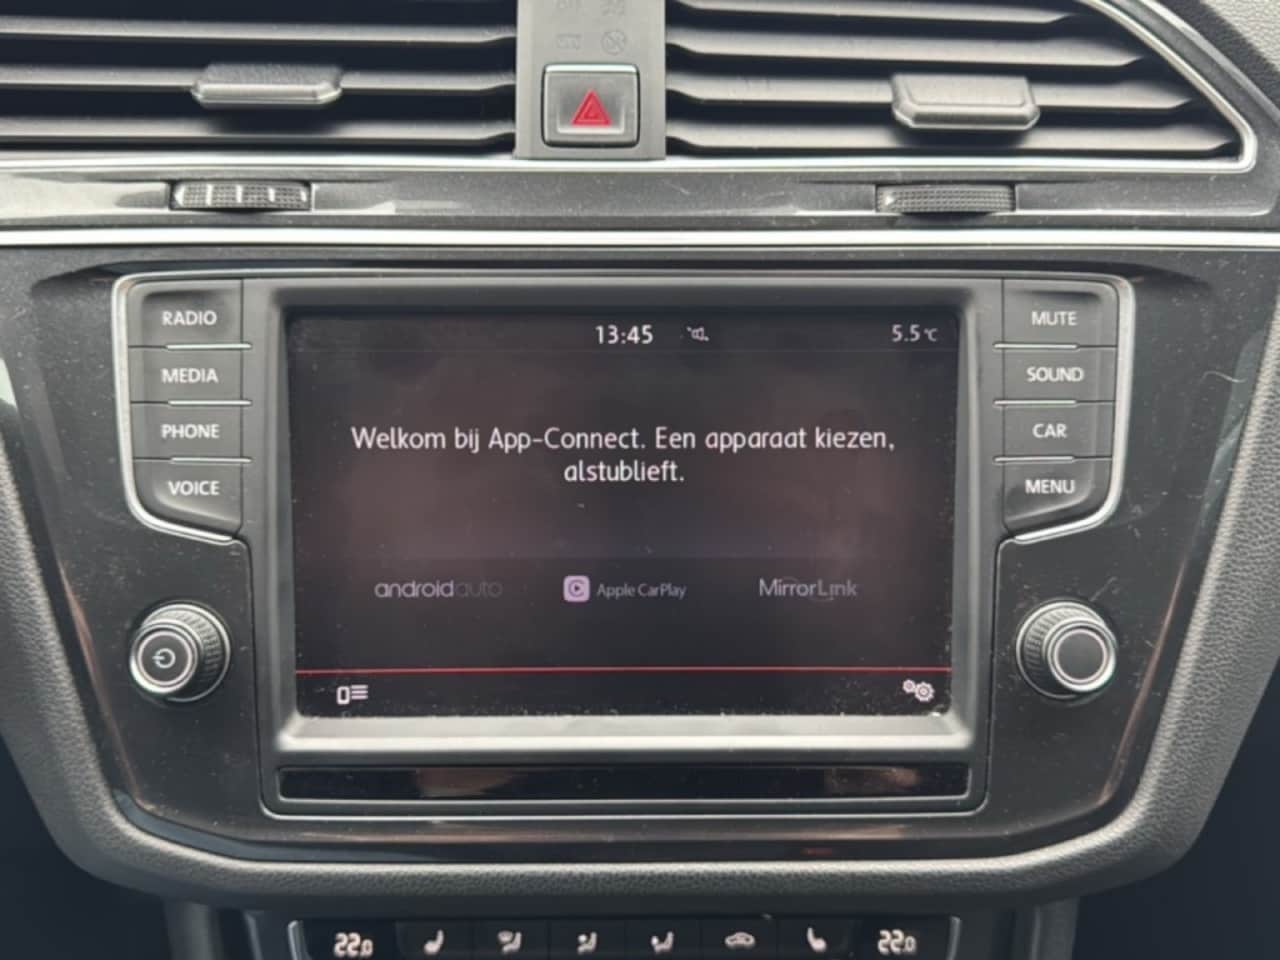 RADIO
MEDIA
PHONE
VOICE
MUTE
SOUND
CAR
MENU
13:45
5.5°C
Welkom bij App-Connect. Een apparaat kiezen,
alstublieft.
androidauto
Apple CarPlay
MirrorLink
22.0
22.0